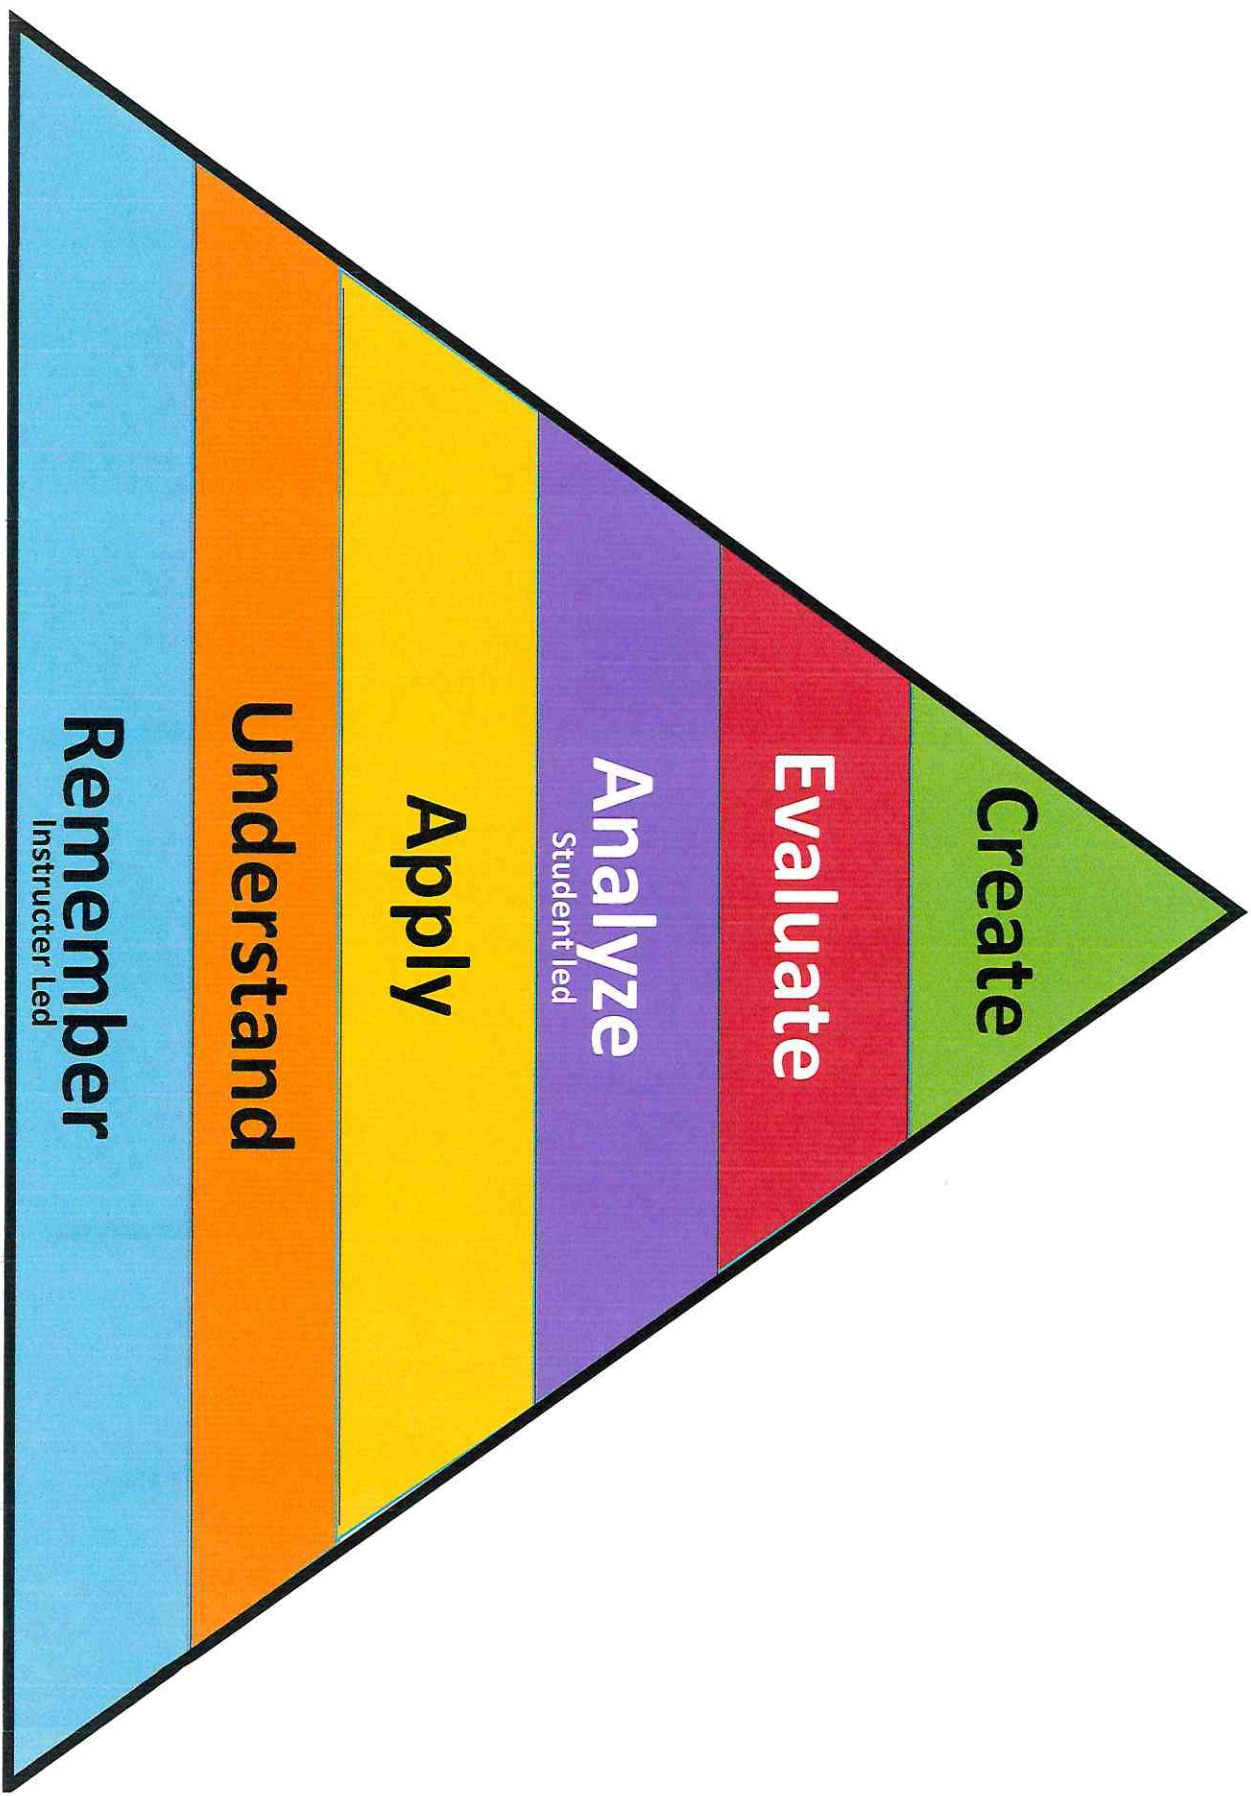 Create
Evaluate
Analyze
Student led
Apply
Understand
Remember
Instructer Led